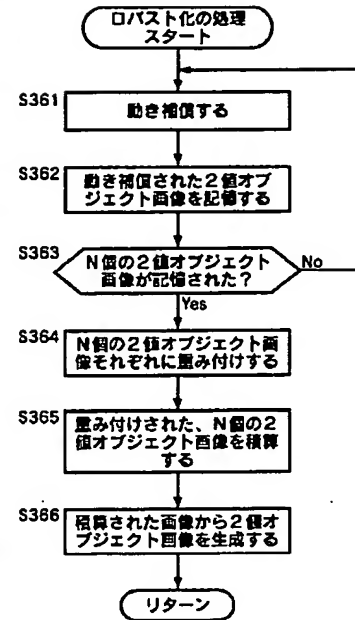 ロバスト化の処理
スタート
S361
動き補償する
S362
動き補償された2値オブ
ジェクト画像を記憶する
S363
N個の2値オブジェクト
画像が記憶された?
No
Yes
S364
N個の2値オブジェクト画
像それぞれに重み付けする
S365
重み付けされた、N個の2
値オブジェクト画像を積算
する
S366
積算された画像から2値オ
ブジェクト画像を生成する
リターン